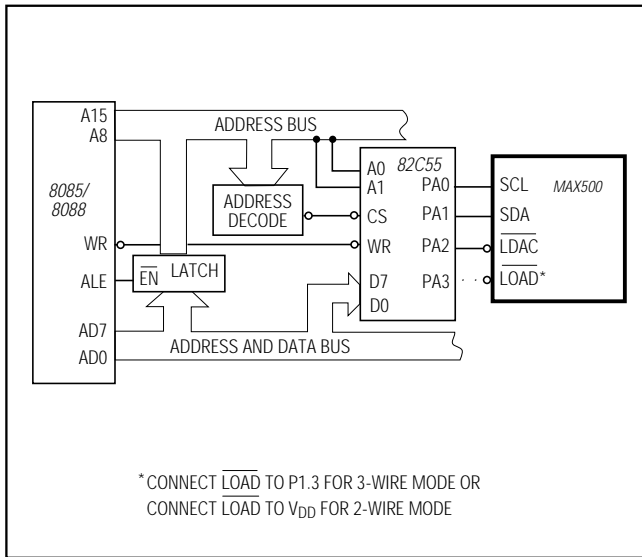 A15
A8
ADDRESS BUS
8085/
8088
WR
ALE
AD7
AD0
EN LATCH
ADDRESS
DECODE
ADDRESS AND DATA BUS
82C55
A0
A1
CS
WR
D7
D0
PA0
PA1
PA2
PA3
MAX500
SCL
SDA
LDAC
LOAD*
* CONNECT LOAD TO P1.3 FOR 3-WIRE MODE OR
CONNECT LOAD TO VDD FOR 2-WIRE MODE